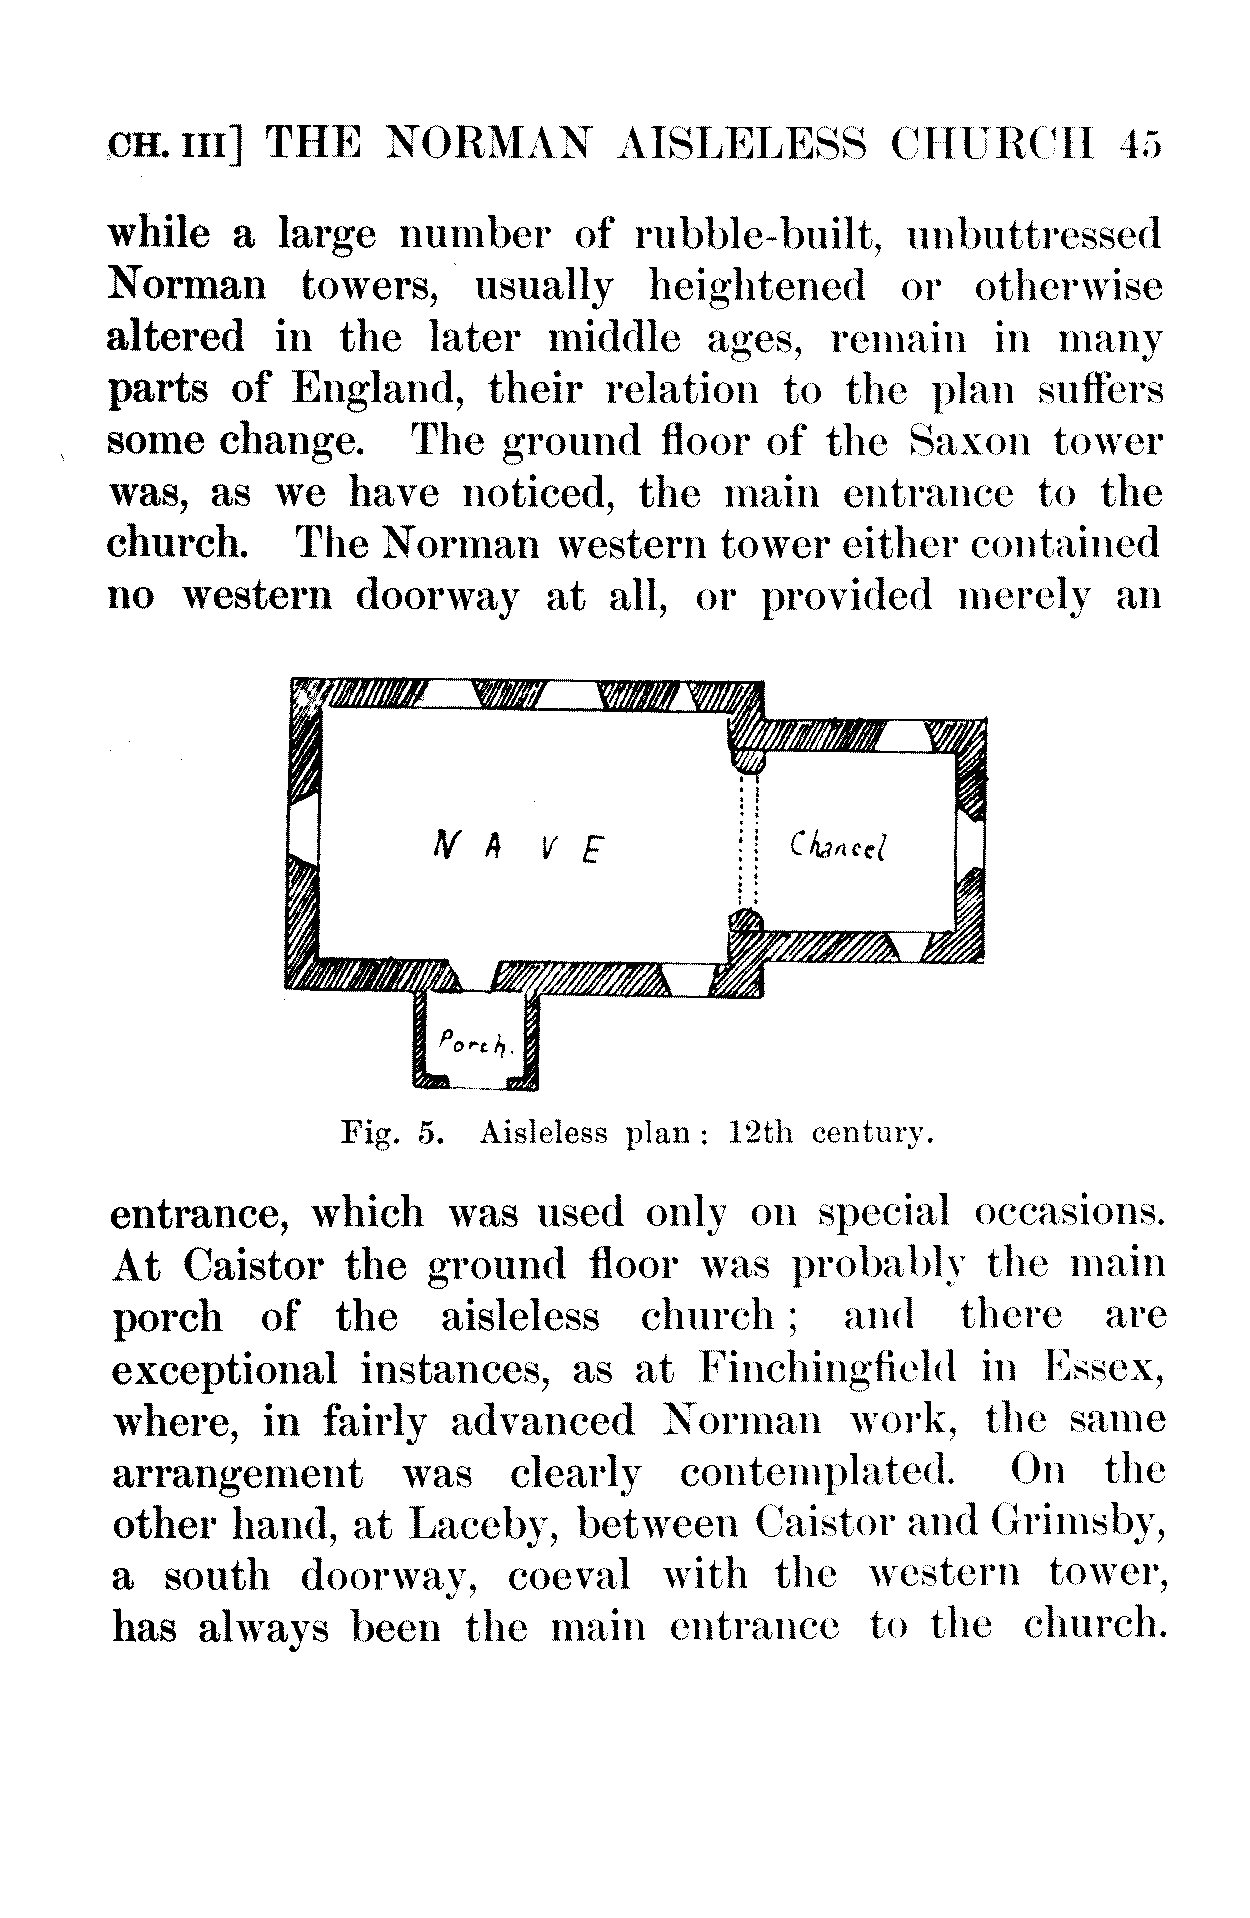 CH. III] THE NORMAN AISLELESS CHURCH 45
while a large number of rubble-built, unbuttressed
Norman towers, usually heightened or otherwise
altered in the later middle ages, remain in many
parts of England, their relation to the plan suffers
some change. The ground floor of the Saxon tower
was, as we have noticed, the main entrance to the
church. The Norman western tower either contained
no western doorway at all, or provided merely an
NAVE
Chancel
Porch.
Fig. 5. Aisleless plan: 12th century.
entrance, which was used only on special occasions.
At Caistor the ground floor was probably the main
porch of the aisleless church; and there are
exceptional instances, as at Finchingfield in Essex,
where, in fairly advanced Norman work, the same
arrangement was clearly contemplated. On the
other hand, at Laceby, between Caistor and Grimsby,
a south doorway, coeval with the western tower,
has always been the main entrance to the church.